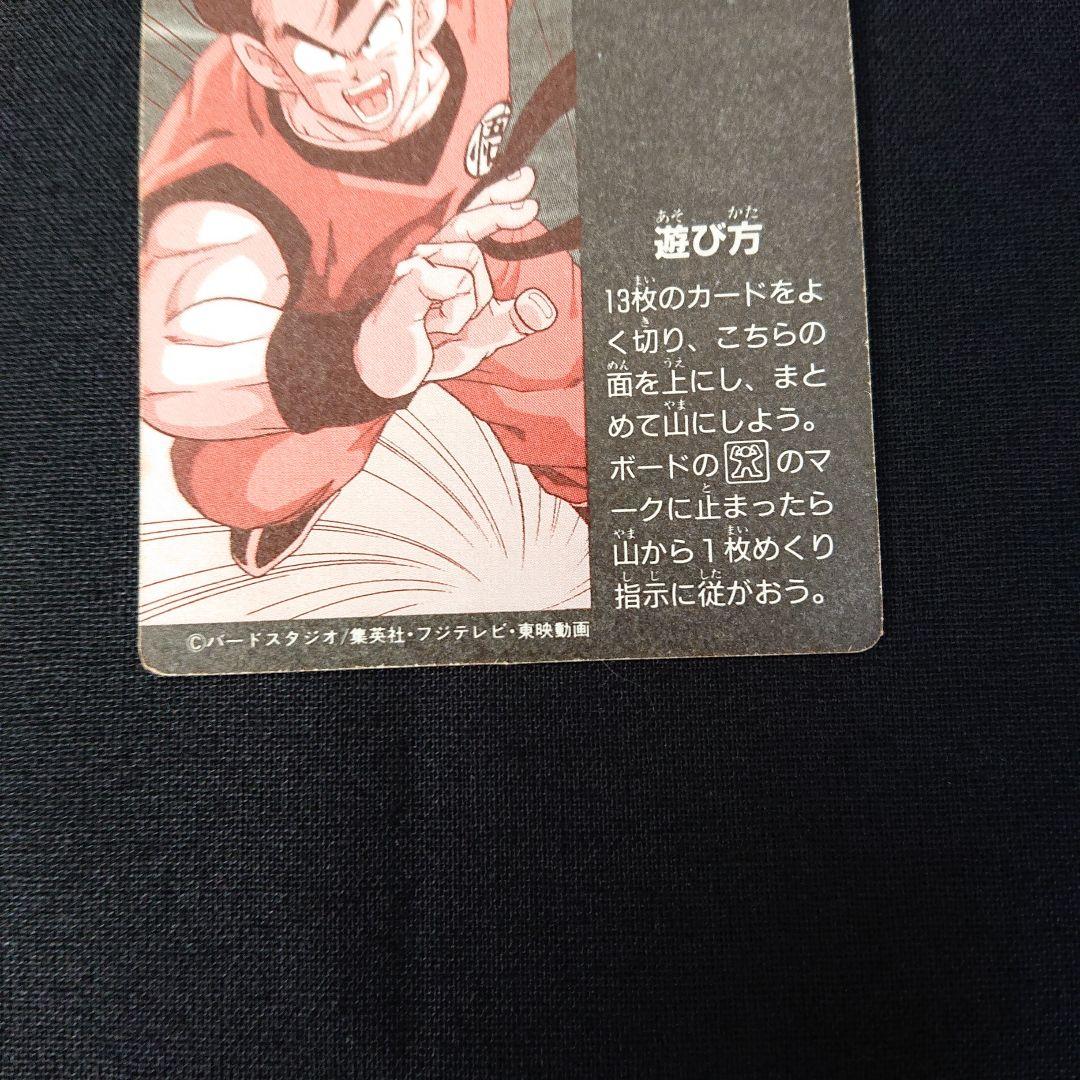 悟
遊び方
13枚のカードをよ
く切り、こちらの
面を上にし、まと
めて山にしよう。
ボードの のマ
ークに止まったら
山から1枚めくり
指示に従がおう。
©バードスタジオ/集英社・フジテレビ・東映動画